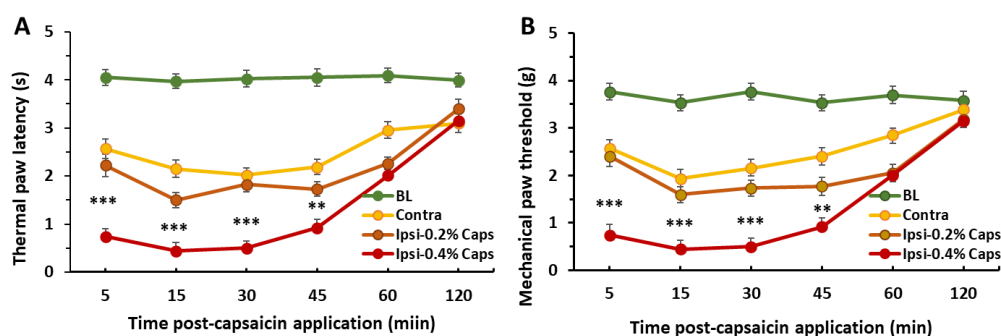 A
Thermal paw latency (s)
5
4
3
2
1
0
***
***
***
**
BL
Contra
Ipsi-0.2% Caps
Ipsi-0.4% Caps
5 15 30 45 60 120
Time post-capsaicin application (miin)
B
Mechanical paw threshold (g)
5
4
3
2
1
0
***
***
***
**
BL
Contra
Ipsi-0.2% Caps
Ipsi-0.4% Caps
5 15 30 45 60 120
Time post-capsaicin application (min)